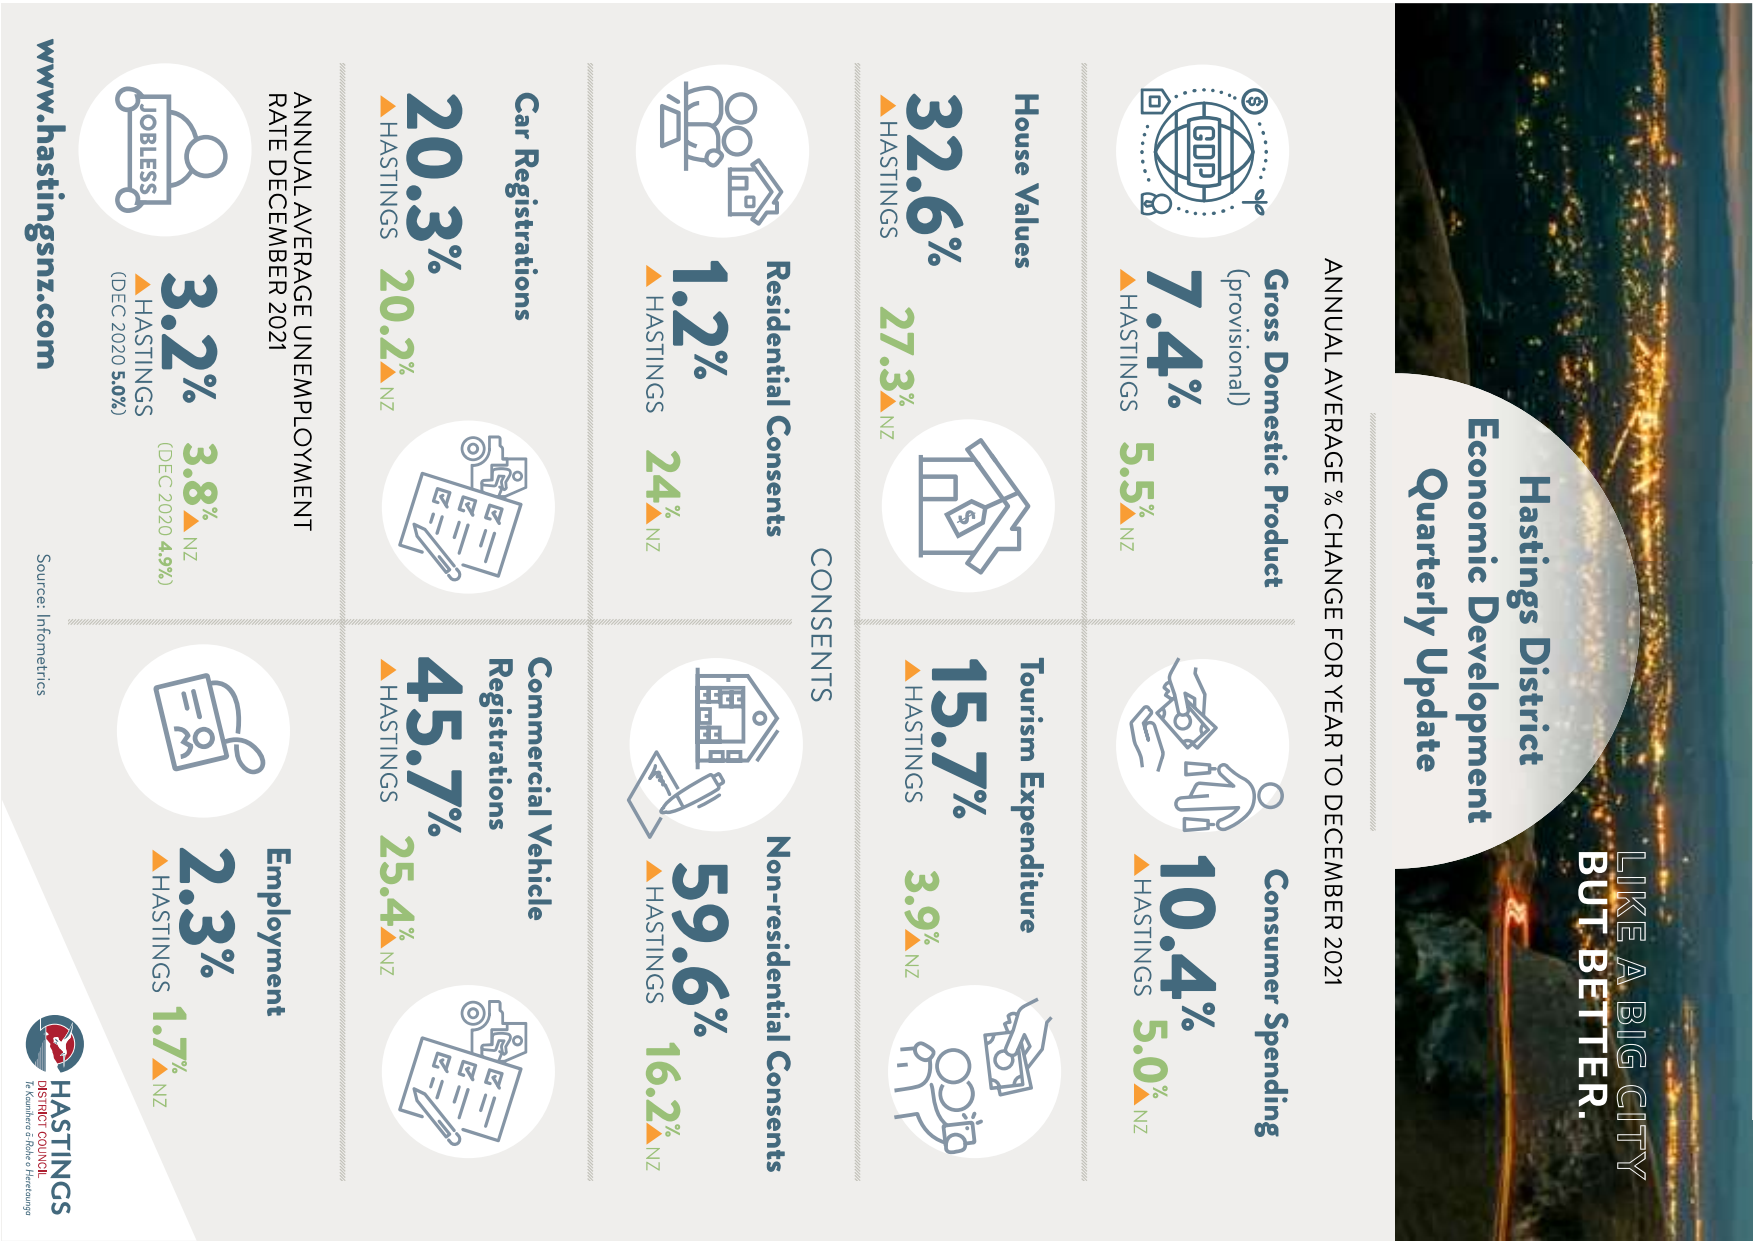 LIKE A BIG CITY
BUT BETTER.
Hastings District
Economic Development
Quarterly Update
ANNUAL AVERAGE % CHANGE FOR YEAR TO DECEMBER 2021
GDP
Gross Domestic Product
(provisional)
7.4%
HASTINGS
5.5% NZ
Consumer Spending
10.4%
HASTINGS
5.0% NZ
House Values
32.6%
HASTINGS
27.3% NZ
Tourism Expenditure
15.7%
HASTINGS
3.9% NZ
CONSENTS
Residential Consents
1.2%
HASTINGS
24% NZ
Non-residential Consents
59.6%
HASTINGS
16.2% NZ
Car Registrations
20.3%
HASTINGS
20.2% NZ
Commercial Vehicle
Registrations
45.7%
HASTINGS
25.4% NZ
ANNUAL AVERAGE UNEMPLOYMENT
RATE DECEMBER 2021
JOBLESS
3.2%
HASTINGS
(DEC 2020 5.0%)
3.8% NZ
(DEC 2020 4.9%)
Employment
2.3%
HASTINGS
1.7% NZ
www.hastingsnz.com
Source: Infometrics
HASTINGS
DISTRICT COUNCIL
Te Kaunihera ā-Rohe o Heretaunga